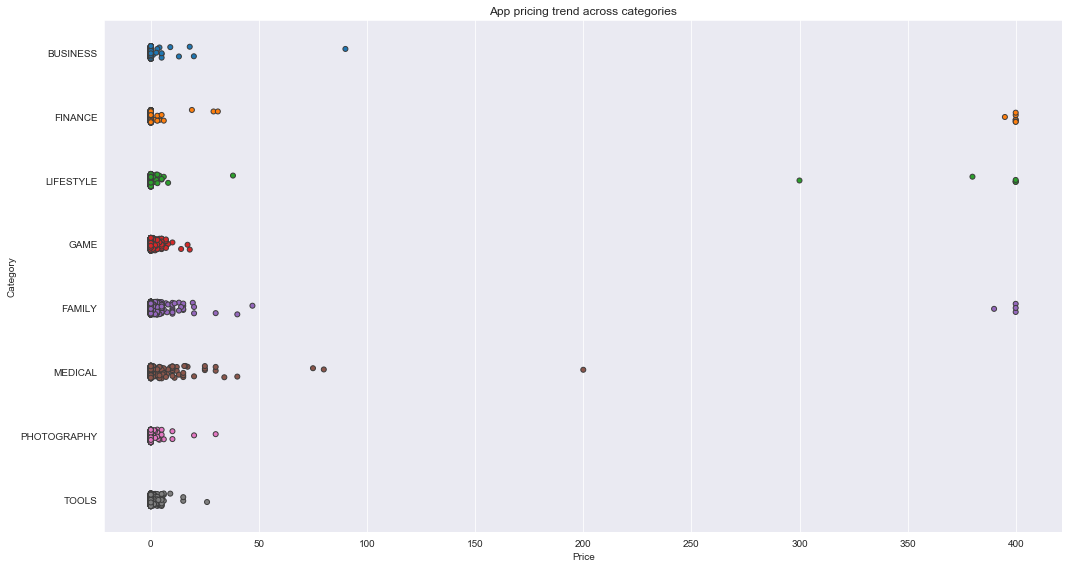 App pricing trend across categories
Category
BUSINESS
FINANCE
LIFESTYLE
GAME
FAMILY
MEDICAL
PHOTOGRAPHY
TOOLS
0 50 100 150 200 250 300 350 400
Price